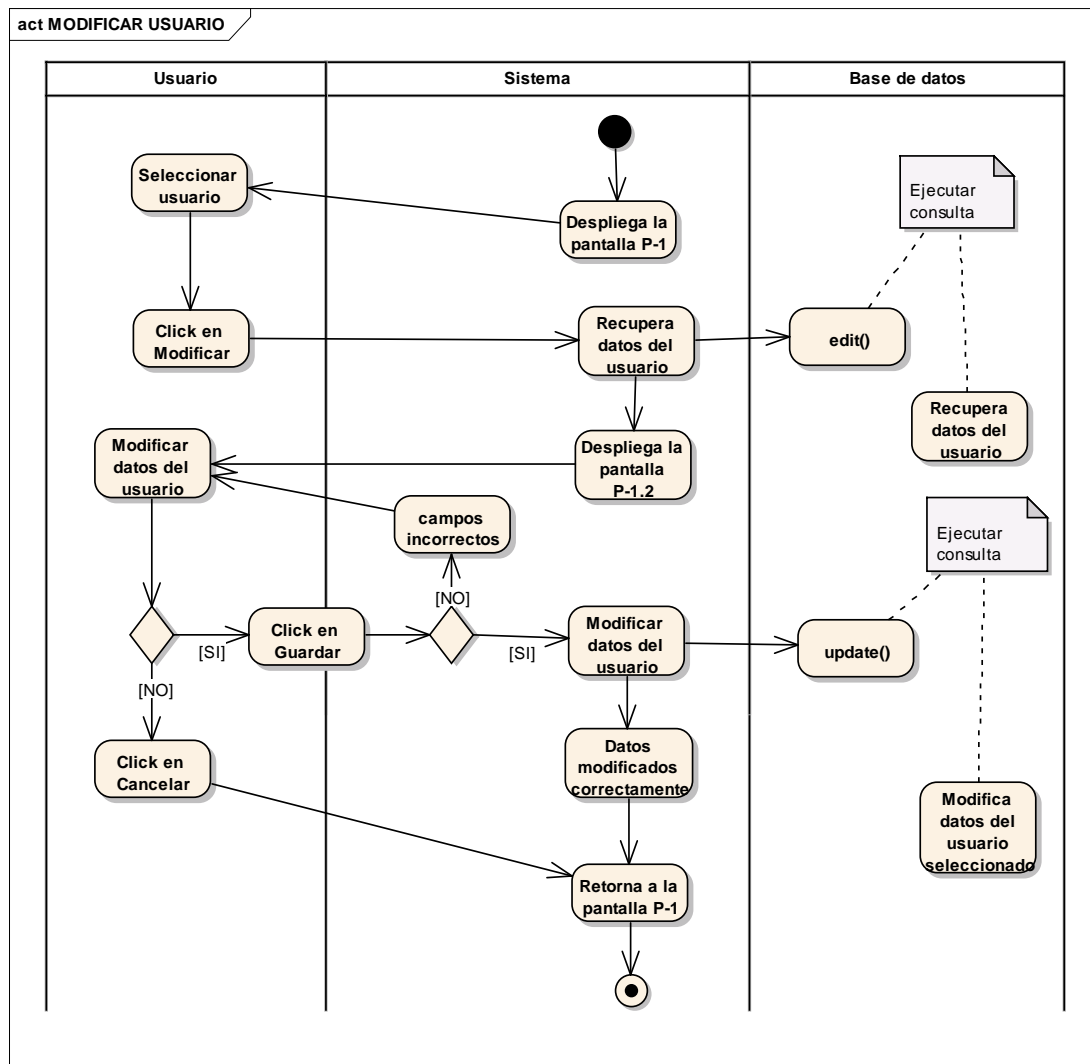 act MODIFICAR USUARIO
Usuario
Sistema
Base de datos
Seleccionar
usuario
Despliega la
pantalla P-1
Ejecutar
consulta
Click en
Modificar
Recupera
datos del
usuario
edit()
Recupera
datos del
usuario
Modificar
datos del
usuario
Despliega la
pantalla
P-1.2
campos
incorrectos
Ejecutar
consulta
[NO]
Click en
Guardar
[SI]
Modificar
datos del
usuario
[SI]
update()
[NO]
Click en
Cancelar
Datos
modificados
correctamente
Modifica
datos del
usuario
seleccionado
Retorna a la
pantalla P-1